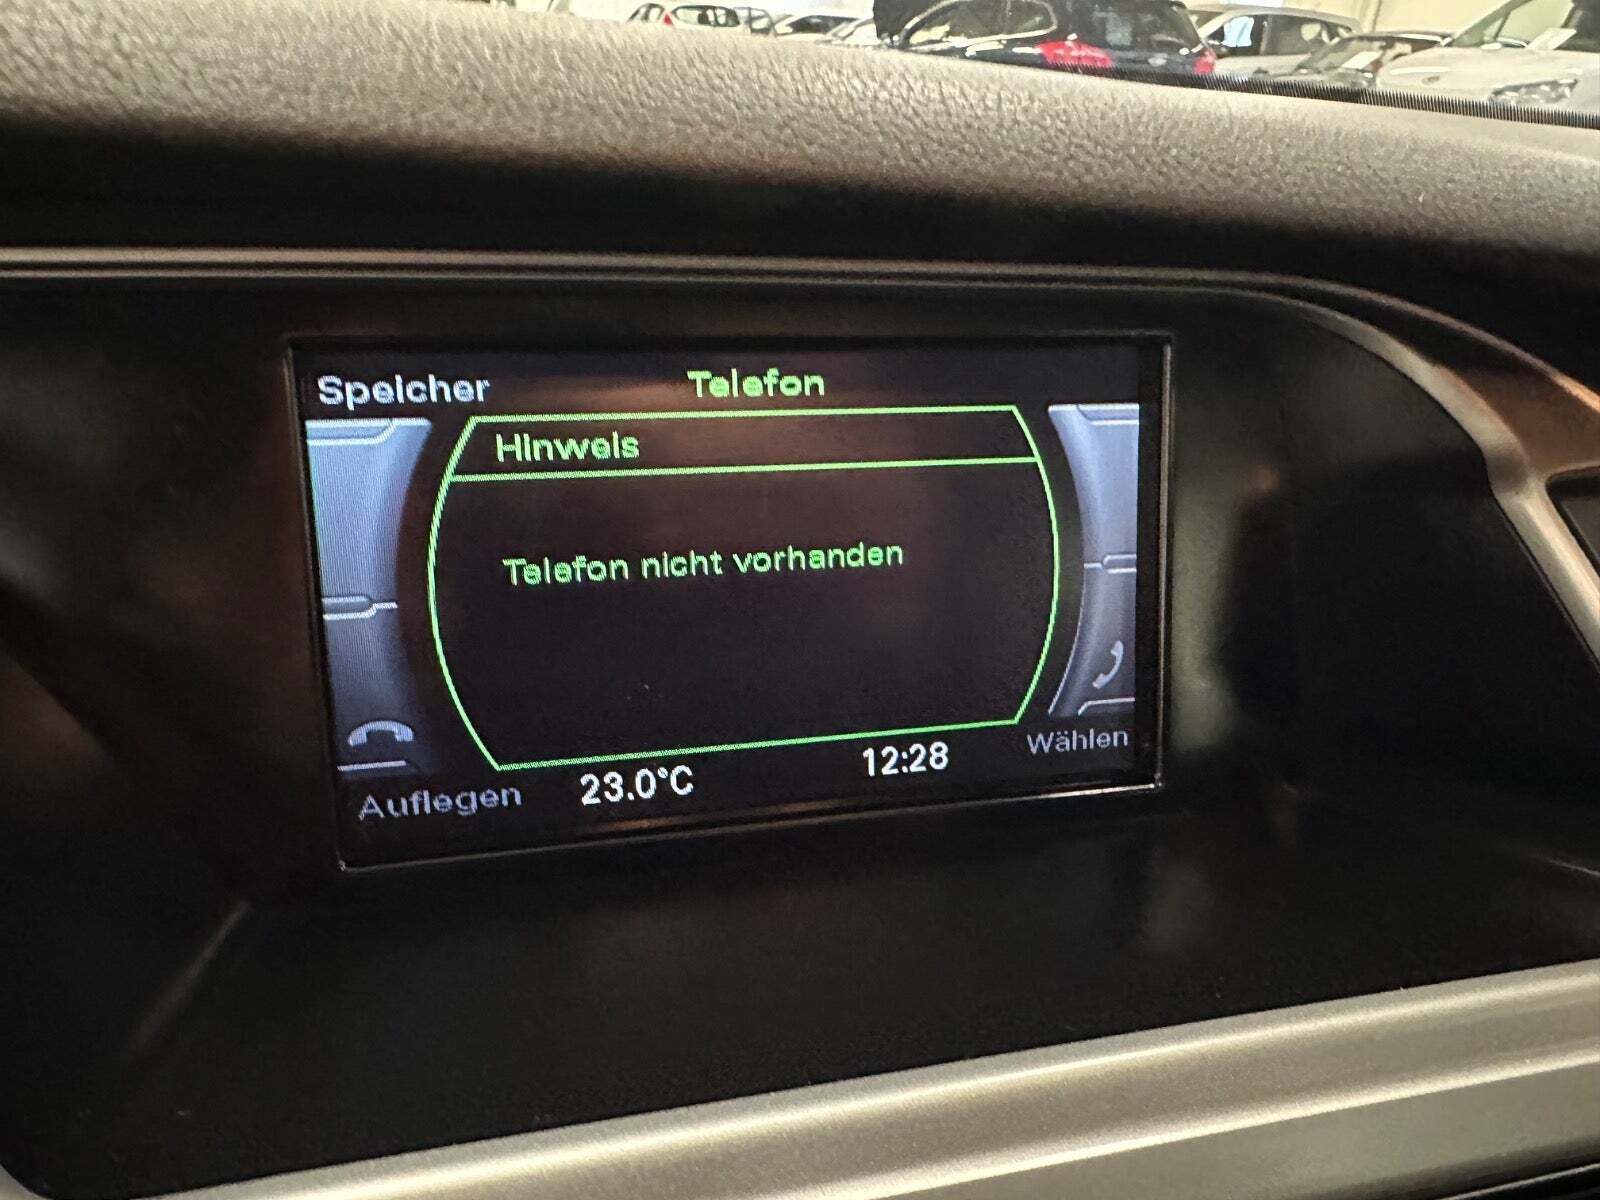 Speicher
Telefon
Hinweis
Telefon nicht vorhanden
Auflegen
23.0°C
12:28
Wählen